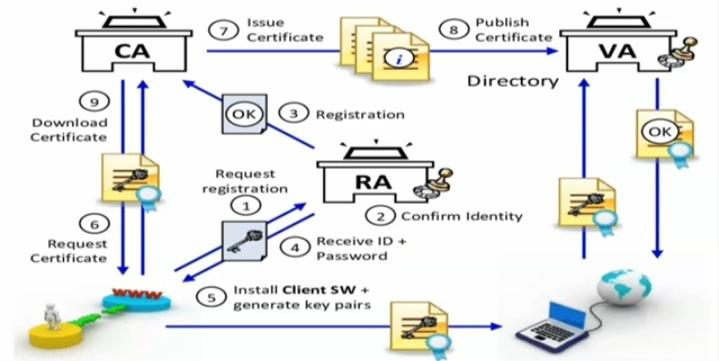 CA
7 Issue
Certificate
i
8 Publish
Certificate
VA
Directory
9
Download
Certificate
OK
3 Registration
OK
Request
registration
1
RA
2 Confirm Identity
6
Request
Certificate
4 Receive ID +
Password
WWW
5 Install Client SW +
generate key pairs